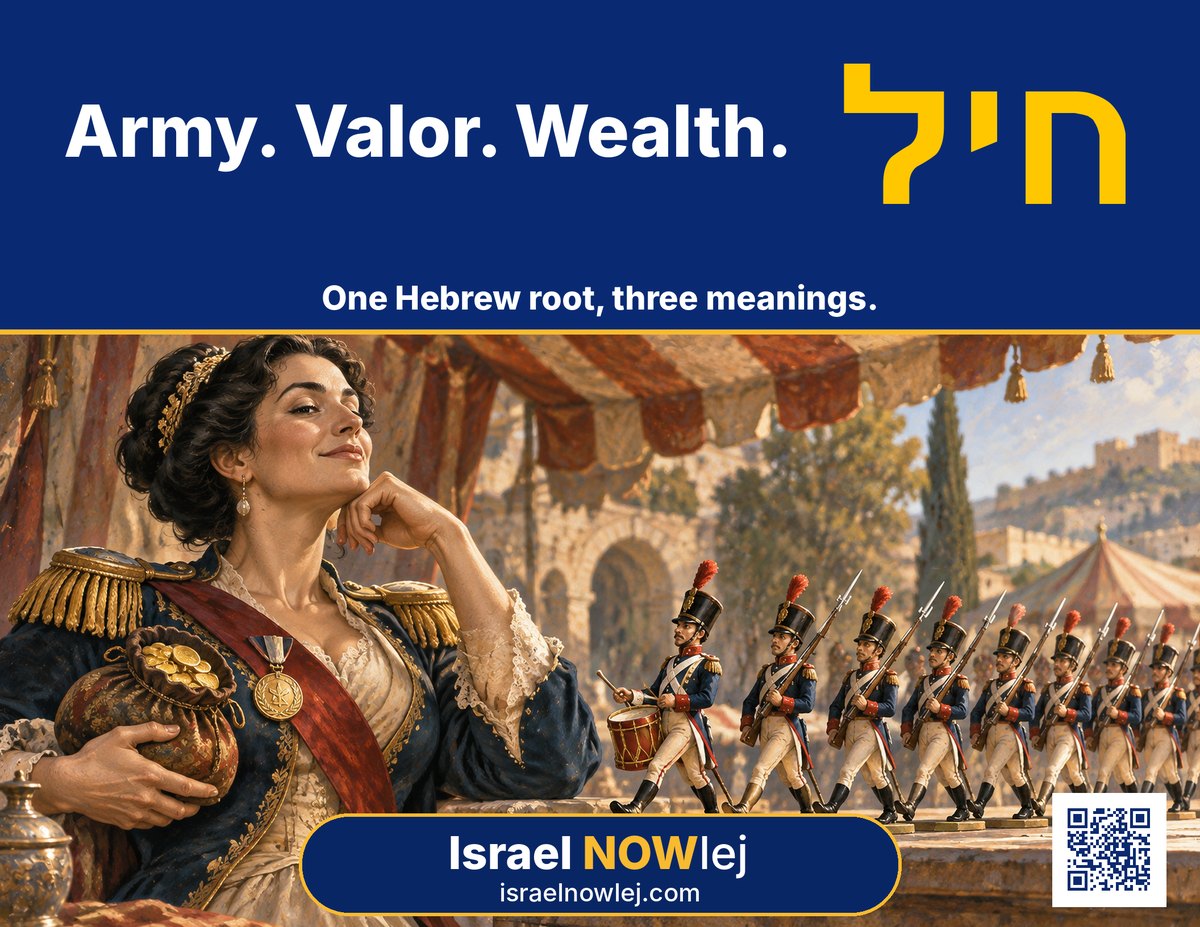 Army. Valor. Wealth. חיל
One Hebrew root, three meanings.
Israel NOWlej
israelnowlej.com